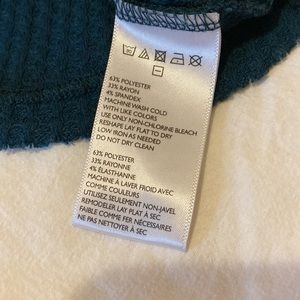 63% POLYESTER
33% RAYON
4% SPANDEX
MACHINE WASH COLD
WITH LIKE COLORS
USE ONLY NON-CHLORINE BLEACH
RESHAPE LAY FLAT TO DRY
LOW IRON AS NEEDED
DO NOT DRY CLEAN
63% POLYESTER
33% RAYONNE
4% ÉLASTHANNE
MACHINE À LAVER FROID AVEC
COMME COULEURS
UTILISEZ SEULEMENT NON-JAVEL
REMODELER LAY PLAT À SEC
FAIBLE COMME FER NÉCESSAIRES
NE PAS NETTOYER À SEC